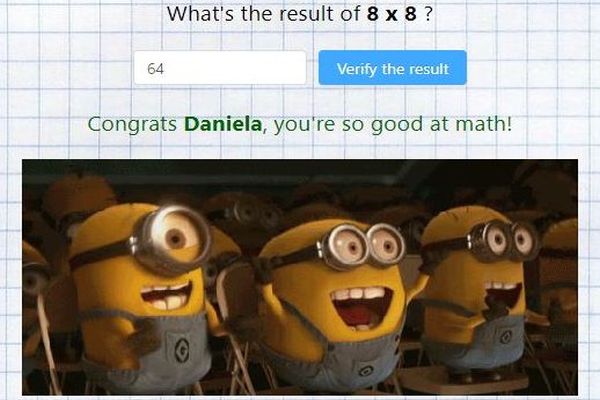 What's the result of 8 x 8 ?
64
Verify the result
Congrats Daniela, you're so good at math!